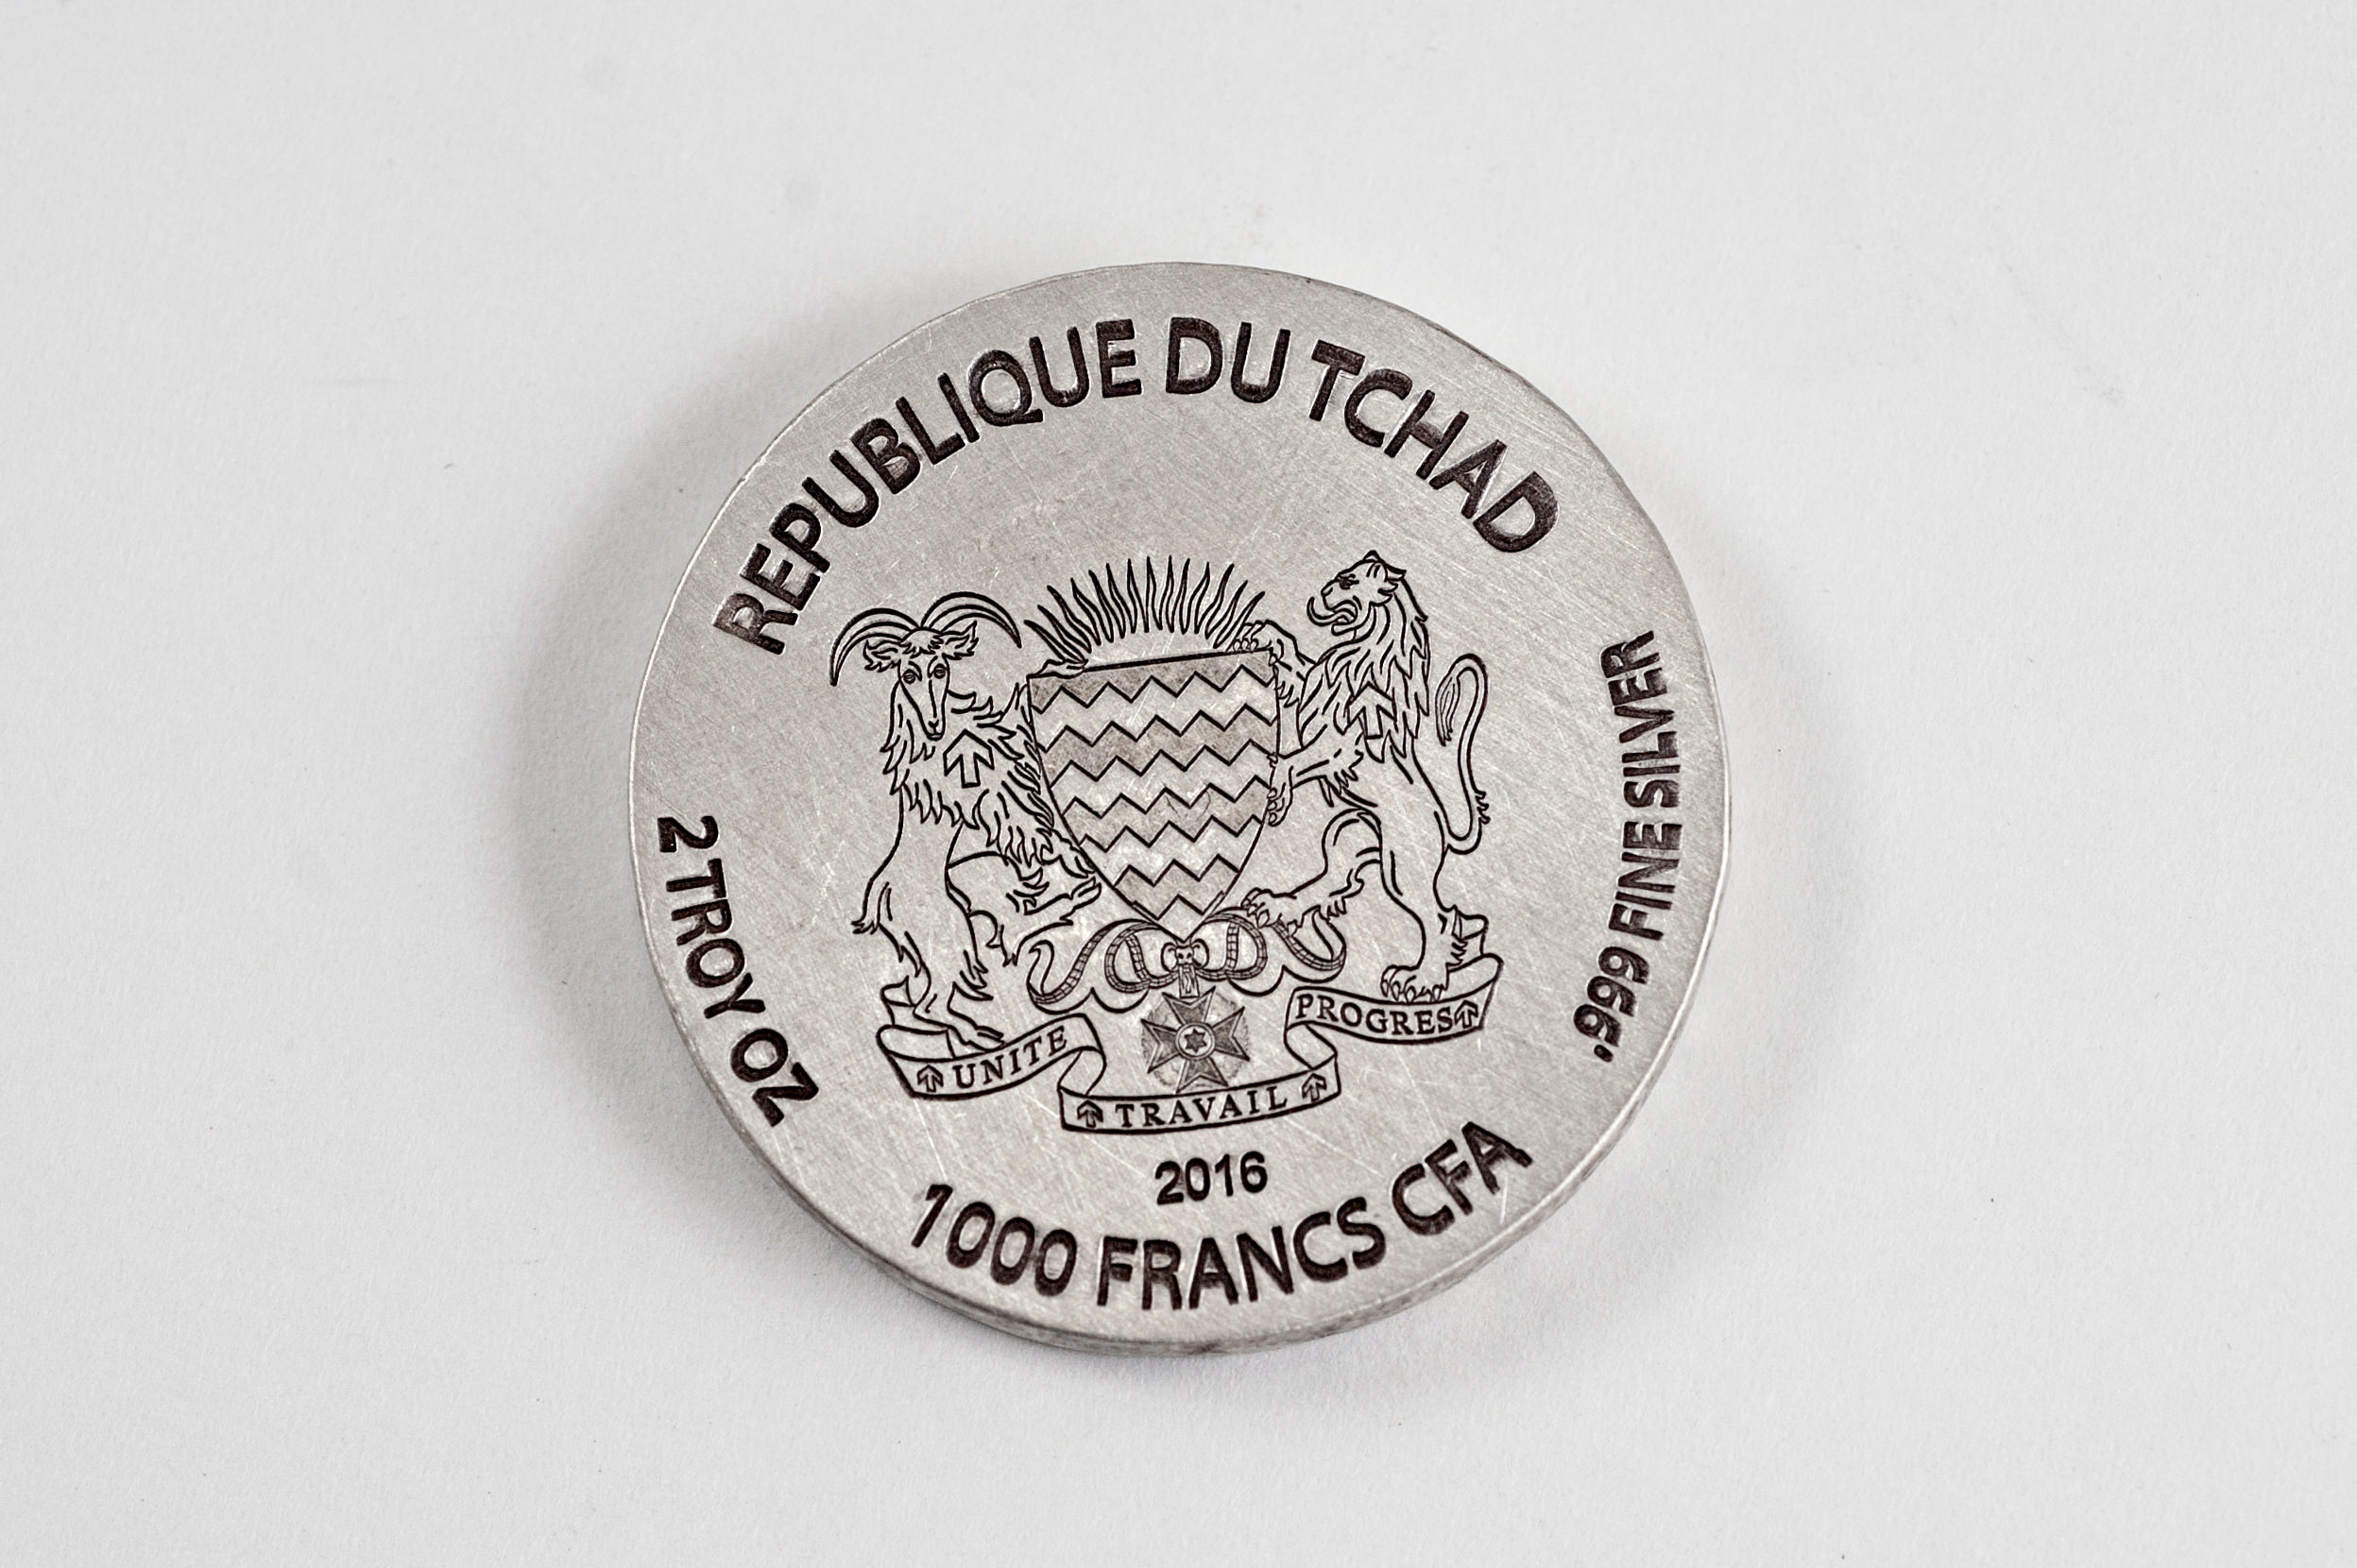 REPUBLIQUE DU TCHAD
2 TROY OZ
.999 FINE SILVER
UNITE
TRAVAIL
PROGRES
2016
1000 FRANCS CFA